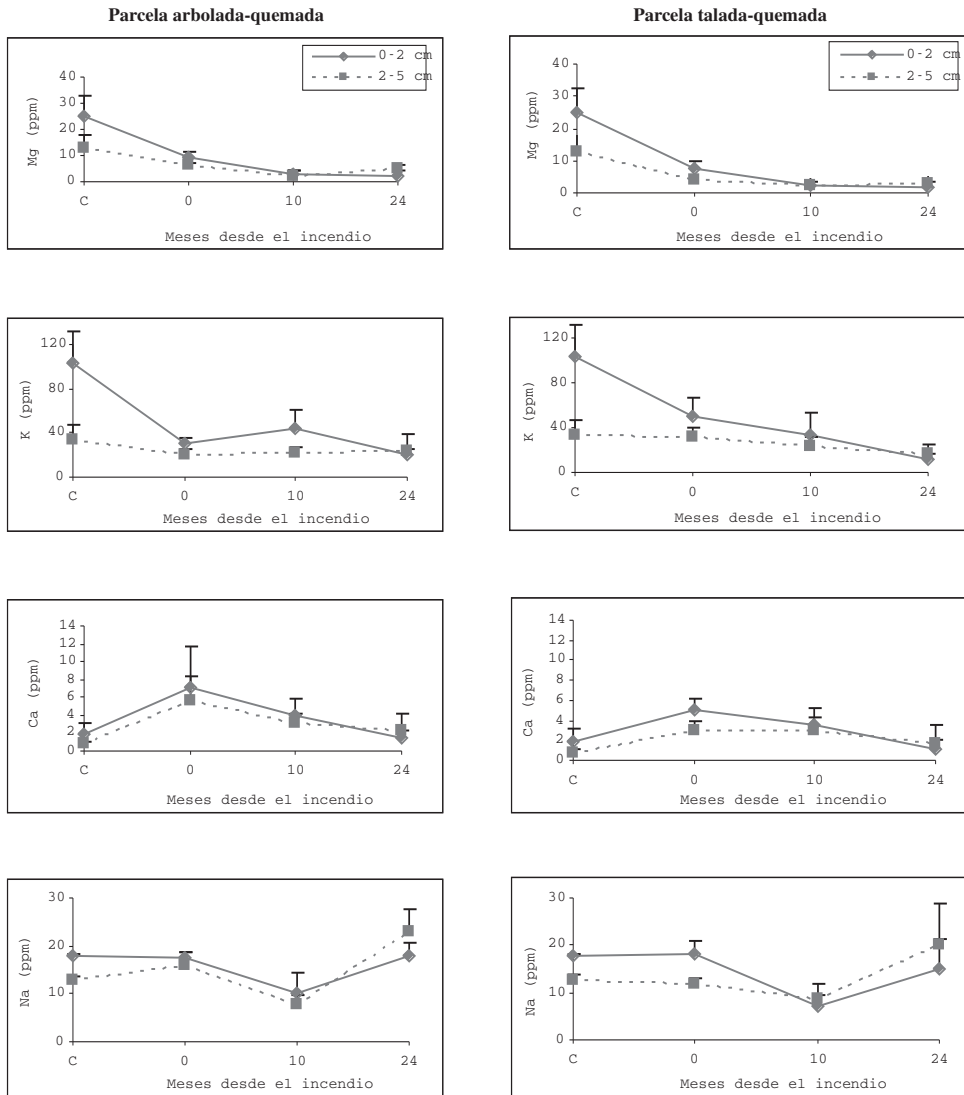 Parcela arbolada-quemada
Parcela talada-quemada
0-2 cm
2-5 cm
40
30
20
10
0
Mg (ppm)
C 0 10 24
Meses desde el incendio
0-2 cm
2-5 cm
40
30
20
10
0
Mg (ppm)
C 0 10 24
Meses desde el incendio
120
80
40
0
K (ppm)
C 0 10 24
Meses desde el incendio
120
80
40
0
K (ppm)
C 0 10 24
Meses desde el incendio
14
12
10
8
6
4
2
0
Ca (ppm)
C 0 10 24
Meses desde el incendio
14
12
10
8
6
4
2
0
Ca (ppm)
C 0 10 24
Meses desde el incendio
30
20
10
0
Na (ppm)
C 0 10 24
Meses desde el incendio
30
20
10
0
Na (ppm)
C 0 10 24
Meses desde el incendio